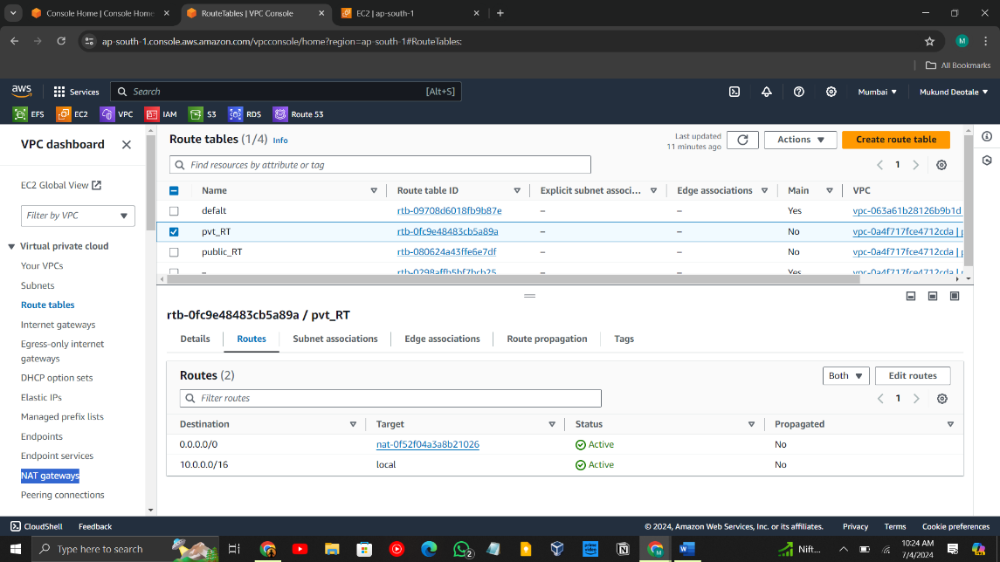 Console Home | Console Home
RouteTables | VPC Console
EC2 | ap-south-1
ap-south-1.console.aws.amazon.com/vpcconsole/home?region=ap-south-1#RouteTables:
M
All Bookmarks
aws
Services
Search
[Alt+S]
Mumbai
Mukund Deotale
EFS
EC2
VPC
IAM
S3
RDS
Route 53
VPC dashboard
EC2 Global View
Filter by VPC
Virtual private cloud
Your VPCs
Subnets
Route tables
Internet gateways
Egress-only internet
gateways
DHCP option sets
Elastic IPs
Managed prefix lists
Endpoints
Endpoint services
NAT gateways
Peering connections
Route tables (1/4) Info
Last updated
11 minutes ago
Actions
Create route table
Find resources by attribute or tag
1
Name Route table ID Explicit subnet associ... Edge associations Main VPC
defalt rtb-09708d6018fb9b87e – – Yes vpc-063a61b28126b9b1d
pvt_RT rtb-0fc9e48483cb5a89a – – No vpc-0a4f717fce4712cda | p
public_RT rtb-080624a43ffe6e7df – – No vpc-0a4f717fce4712cda | p
– rtb-0298affb5bf7bcb25 – – Yes vpc-0a4f717fce4712cda | p
rtb-0fc9e48483cb5a89a / pvt_RT
Details
Routes
Subnet associations
Edge associations
Route propagation
Tags
Routes (2)
Both
Edit routes
Filter routes
1
Destination Target Status Propagated
0.0.0.0/0 nat-0f52f04a3a8b21026 Active No
10.0.0.0/16 local Active No
CloudShell
Feedback
© 2024, Amazon Web Services, Inc. or its affiliates.
Privacy
Terms
Cookie preferences
Type here to search
2
Nift...
10:24 AM
7/4/2024